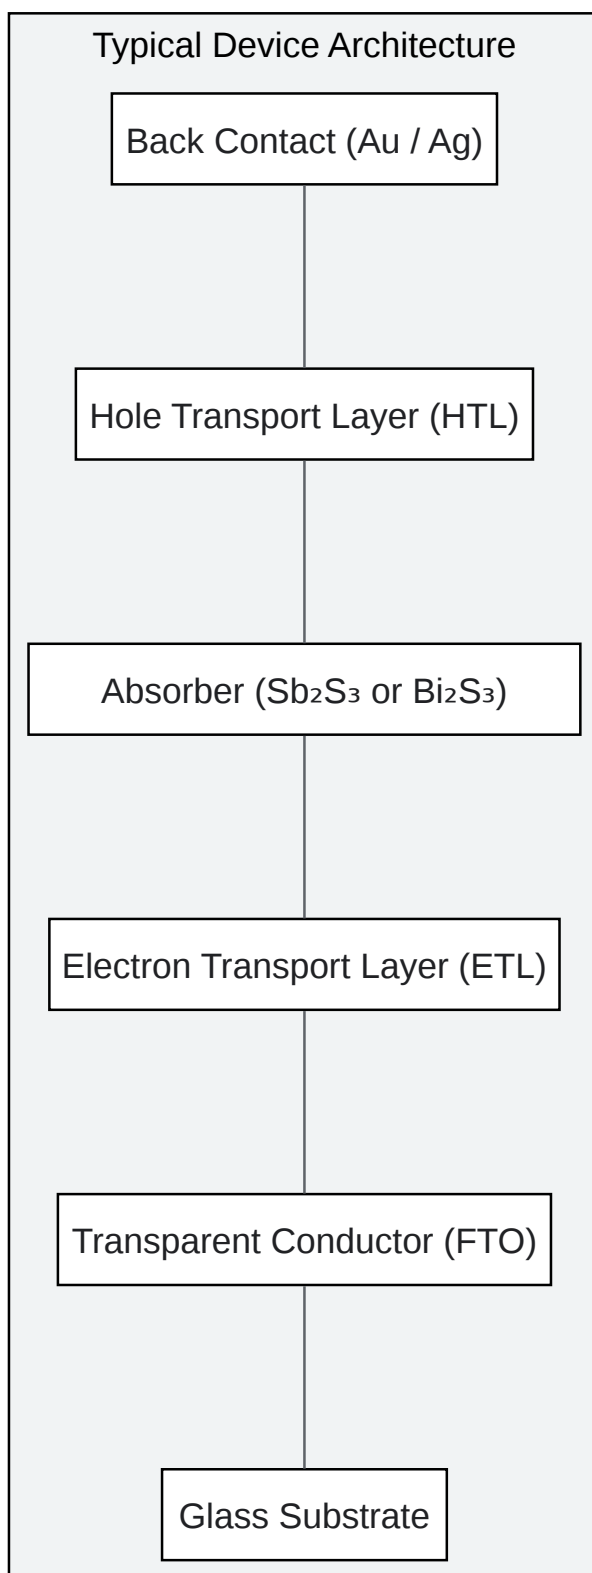 Typical Device Architecture
Back Contact (Au / Ag)
Hole Transport Layer (HTL)
Absorber (Sb₂S₃ or Bi₂S₃)
Electron Transport Layer (ETL)
Transparent Conductor (FTO)
Glass Substrate